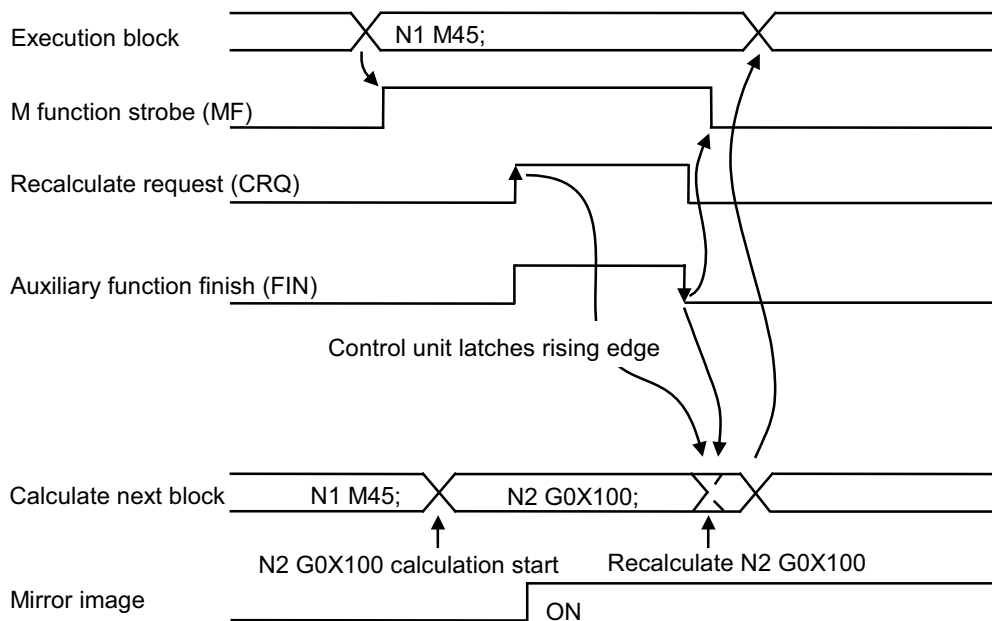 Execution block
N1 M45;
M function strobe (MF)
Recalculate request (CRQ)
Auxiliary function finish (FIN)
Control unit latches rising edge
Calculate next block
N1 M45;
N2 G0X100;
N2 G0X100 calculation start
Recalculate N2 G0X100
Mirror image
ON